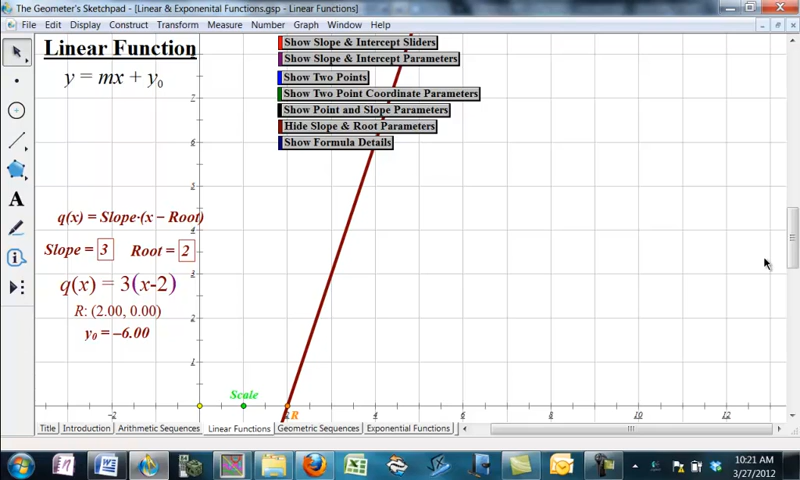 The Geometer's Sketchpad - [Linear & Exponenital Functions.gsp - Linear Functions]
File Edit Display Construct Transform Measure Number Graph Window Help
Linear Function
y = mx + y0
Show Slope & Intercept Sliders
Show Slope & Intercept Parameters
Show Two Points
Show Two Point Coordinate Parameters
Show Point and Slope Parameters
Hide Slope & Root Parameters
Show Formula Details
7
6
5
4
3
2
1
q(x) = Slope·(x − Root)
Slope = 3 Root = 2
q(x) = 3(x-2)
R: (2.00, 0.00)
y0 = −6.00
Scale
R
-2 2 4 6 8 10 12
A
Title Introduction Arithmetic Sequences Linear Functions Geometric Sequences Exponential Functions
10:21 AM
3/27/2012